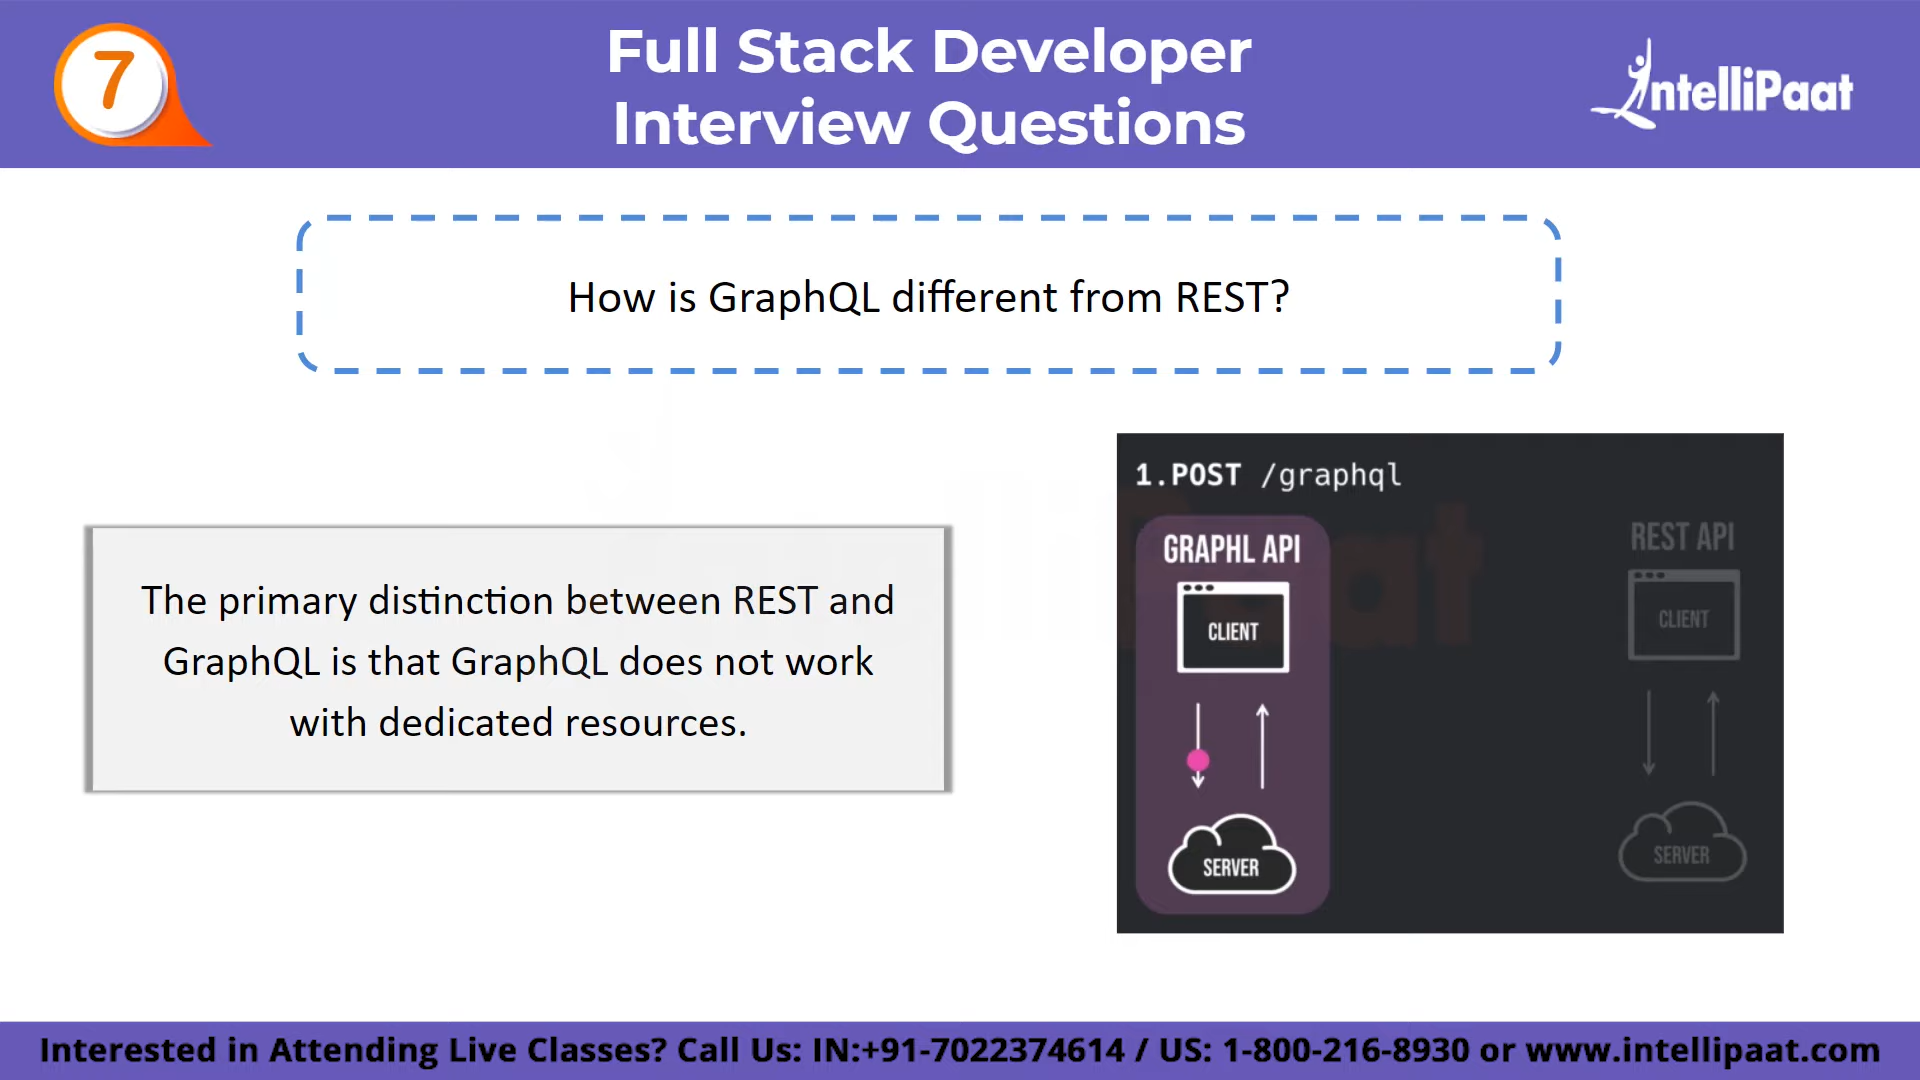 7
Full Stack Developer
Interview Questions
IntelliPaat
How is GraphQL different from REST?
The primary distinction between REST and
GraphQL is that GraphQL does not work
with dedicated resources.
1.POST /graphql
GRAPHL API
CLIENT
SERVER
REST API
CLIENT
SERVER
Interested in Attending Live Classes? Call Us: IN:+91-7022374614 / US: 1-800-216-8930 or www.intellipaat.com